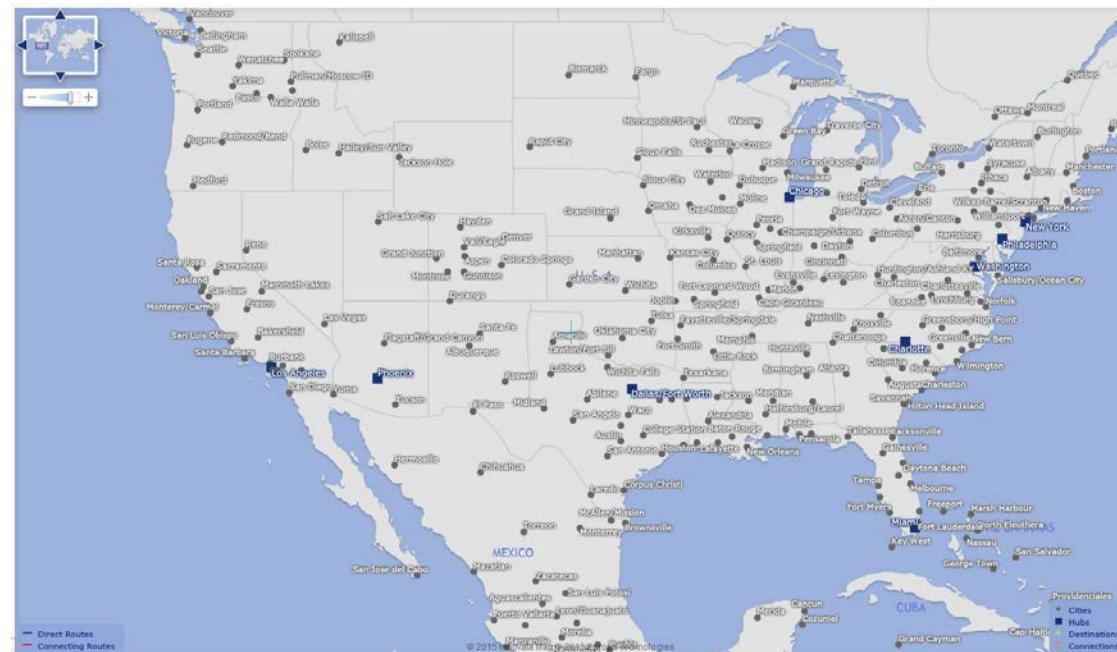 Vancouver
Victoria
Bellingham
Seattle
Kalispell
Spokane
Wenatchee
Pullman/Moscow ID
Yakima
Pasco
Walla Walla
Portland
Bismarck
Fargo
Marquette
Quebec
Ottawa
Montreal
Eugene
Redmond/Bend
Boise
Hailey/Sun Valley
Jackson Hole
Rapid City
Minneapolis/St Paul
Wausau
Green Bay
Traverse City
Toronto
Watertown
Burlington
Portland
Medford
Sioux Falls
Rochester
La Crosse
Madison
Grand Rapids
Flint
Buffalo
Syracuse
Ithaca
Albany
Manchester
Sioux City
Waterloo
Dubuque
Milwaukee
Detroit
Erie
Boston
Chicago
Toledo
Cleveland
Wilkes-Barre/Scranton
New Haven
Salt Lake City
Hayden
Grand Island
Omaha
Des Moines
Moline
Peoria
Fort Wayne
Akron/Canton
Williamsport
New York
Reno
Grand Junction
Vail/Eagle
Denver
Aspen
Colorado Springs
Manhattan
Kirksville
Quincy
Champaign/Urbana
Springfield
Dayton
Columbus
Harrisburg
Philadelphia
Baltimore
Santa Rosa
Sacramento
Oakland
San Jose
Mammoth Lakes
Montrose
Gunnison
Garden City
U. S. A.
Wichita
Kansas City
Columbia
St. Louis
Evansville
Cincinnati
Lexington
Huntington/Ashland KY
Washington
Salisbury/Ocean City
Charleston
Charlottesville
Monterey/Carmel
Fresno
Durango
Joplin
Fort Leonard Wood
Springfield
Marion
Cape Girardeau
Roanoke
Lynchburg
Norfolk
Las Vegas
Santa Fe
Tulsa
Fayetteville/Springdale
Nashville
Knoxville
Greensboro/High Point
San Luis Obispo
Bakersfield
Flagstaff/Grand Canyon
Albuquerque
Amarillo
Oklahoma City
Lawton/Fort Sill
Fort Smith
Memphis
Huntsville
Chattanooga
Charlotte
Greenville
New Bern
Santa Barbara
Burbank
Los Angeles
Phoenix
Roswell
Lubbock
Wichita Falls
Texarkana
Little Rock
Birmingham
Atlanta
Columbia
Florence
Wilmington
San Diego
Yuma
Tucson
El Paso
Midland
Abilene
Dallas/Fort Worth
Jackson
Meridian
Augusta
Charleston
Savannah
Hilton Head Island
San Angelo
Waco
Alexandria
Hattiesburg/Laurel
Austin
College Station
Baton Rouge
Mobile
Pensacola
Tallahassee
Jacksonville
Hermosillo
Chihuahua
San Antonio
Houston
Lafayette
New Orleans
Gainesville
Laredo
Corpus Christi
Daytona Beach
Tampa
Melbourne
McAllen/Mission
Fort Myers
Freeport
Marsh Harbour
Torreon
Monterrey
Brownsville
Miami
Fort Lauderdale
North Eleuthera
MEXICO
Key West
Nassau
San Salvador
San Jose del Cabo
Mazatlan
Zacatecas
George Town
Aguascalientes
San Luis Potosi
Puerto Vallarta
Leon/Guanajuato
Merida
Cancun
Cozumel
CUBA
Providenciales
Manzanillo
Morelia
Grand Cayman
Direct Routes
Connecting Routes
Cities
Hubs
Destination
Connection